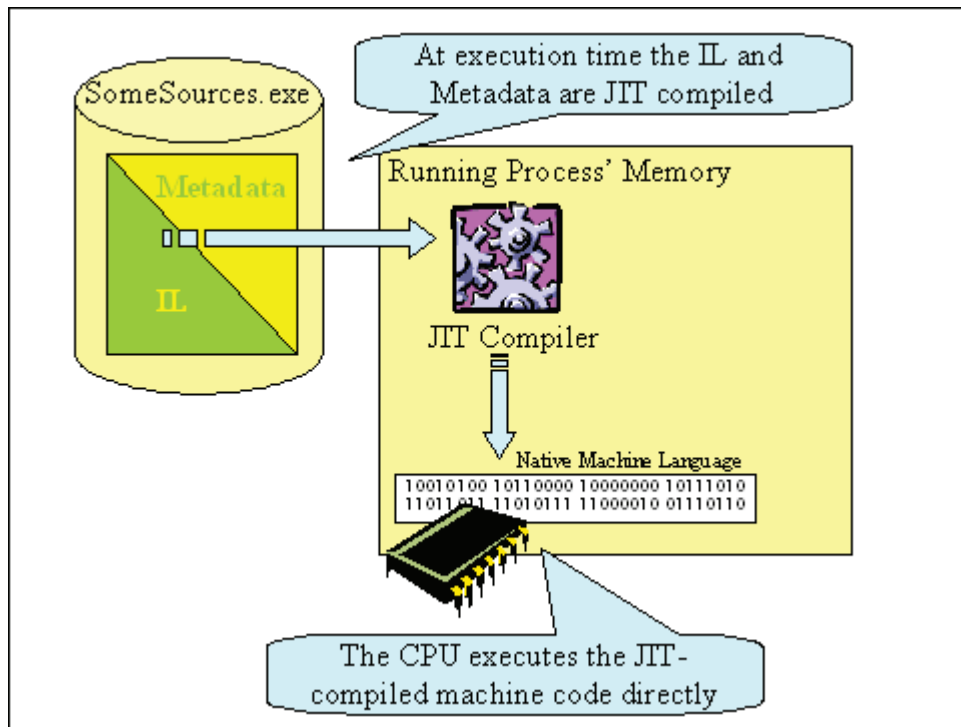 At execution time the IL and
Metadata are JIT compiled
SomeSources.exe
Metadata
IL
Running Process' Memory
JIT Compiler
Native Machine Language
10010100 10110000 10000000 10111010
11011011 11010111 11000010 01110110
The CPU executes the JIT-
compiled machine code directly